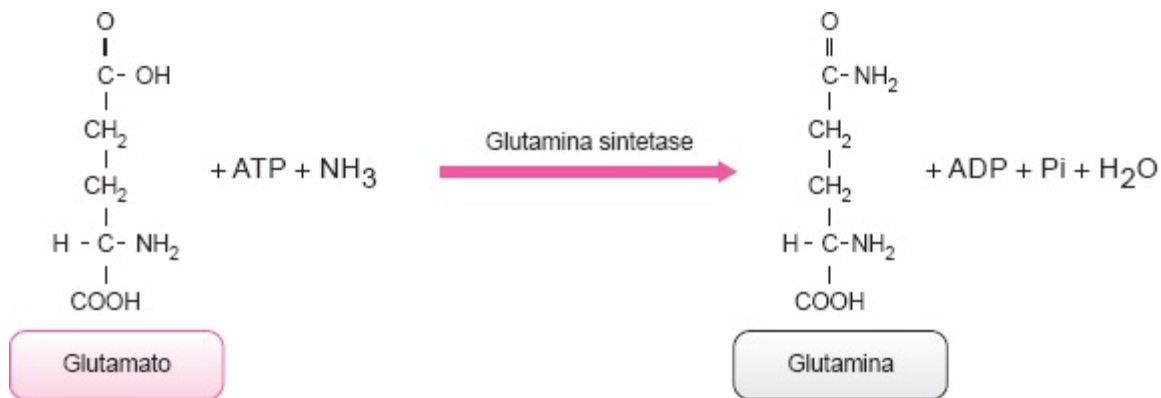 O
||
C- OH
|
CH2
|
CH2
|
H - C- NH2
|
COOH
Glutamato
+ ATP + NH3
Glutamina sintetase
O
||
C-NH2
|
CH2
|
CH2
|
H - C-NH2
|
COOH
Glutamina
+ ADP + Pi + H2O